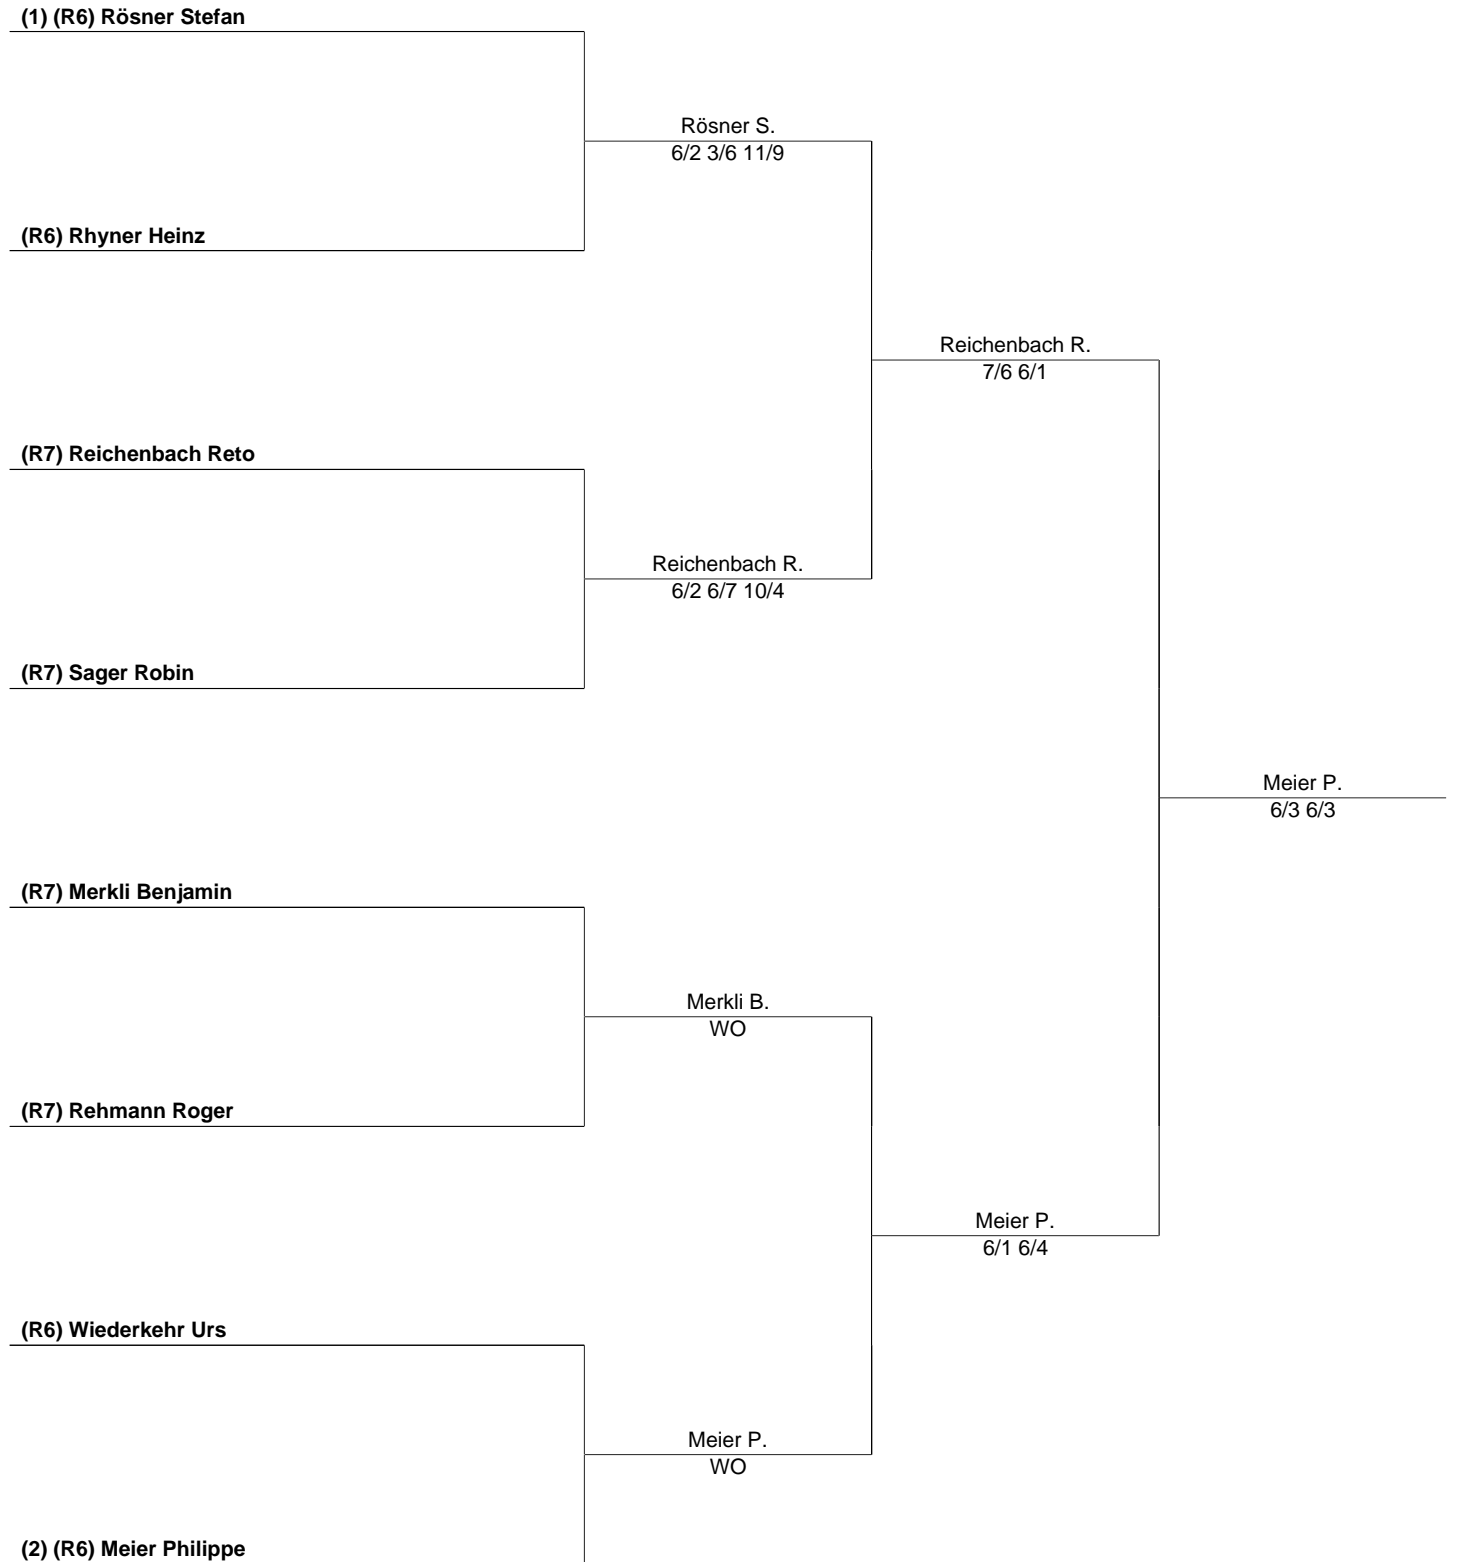 (1) (R6) Rösner Stefan
Rösner S.
6/2 3/6 11/9
(R6) Rhyner Heinz
Reichenbach R.
7/6 6/1
(R7) Reichenbach Reto
Reichenbach R.
6/2 6/7 10/4
(R7) Sager Robin
Meier P.
6/3 6/3
(R7) Merkli Benjamin
Merkli B.
WO
(R7) Rehmann Roger
Meier P.
6/1 6/4
(R6) Wiederkehr Urs
Meier P.
WO
(2) (R6) Meier Philippe